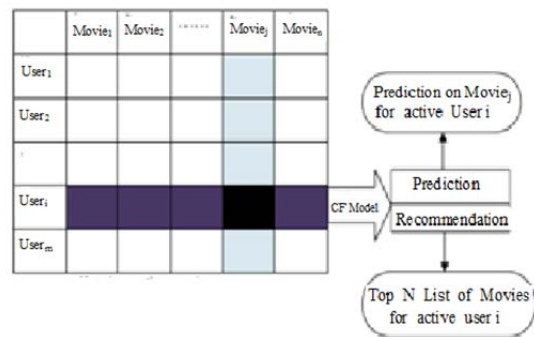 Movie₁ Movie₂ ........ Movieⱼ Movieₙ
User₁
User₂
Userᵢ
Userₘ
CF Model
Prediction on Movieⱼ
for active User i
Prediction
Recommendation
Top N List of Movies
for active user i